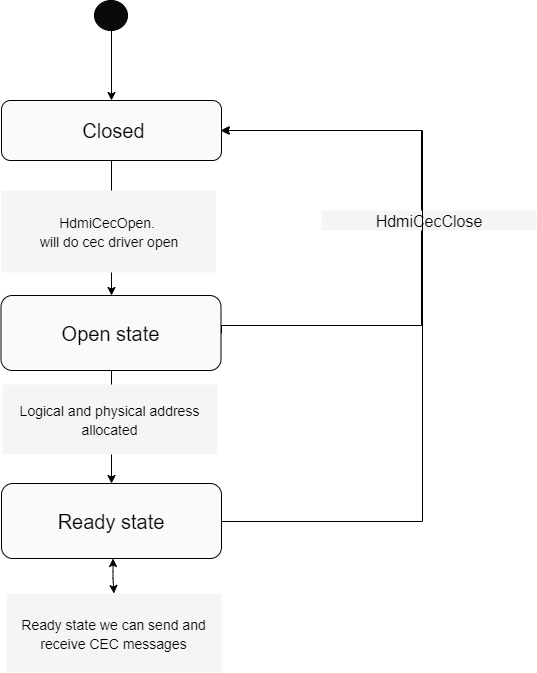 Closed
HdmiCecOpen.
will do cec driver open
HdmiCecClose
Open state
Logical and physical address
allocated
Ready state
Ready state we can send and
receive CEC messages